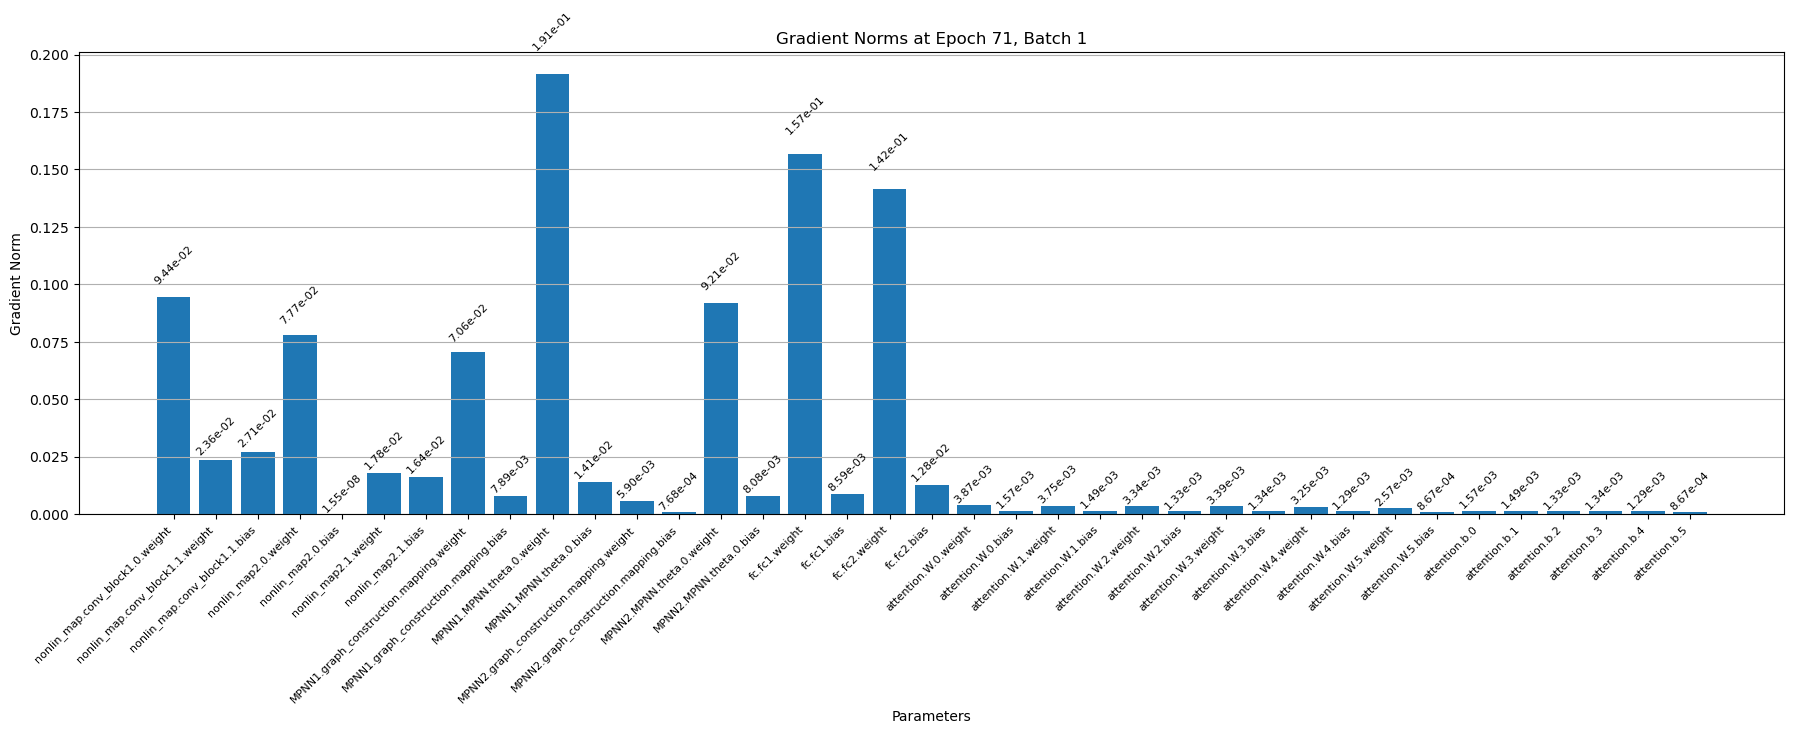 Gradient Norms at Epoch 71, Batch 1
Gradient Norm
0.200
0.175
0.150
0.125
0.100
0.075
0.050
0.025
0.000
9.44e-02
2.36e-02
2.71e-02
7.77e-02
1.55e-08
1.78e-02
1.64e-02
7.06e-02
7.89e-03
1.91e-01
1.41e-02
5.90e-03
7.68e-04
9.21e-02
8.08e-03
1.57e-01
8.59e-03
1.42e-01
1.28e-02
3.87e-03
1.57e-03
3.75e-03
1.49e-03
3.34e-03
1.33e-03
3.39e-03
1.34e-03
3.25e-03
1.29e-03
2.57e-03
8.67e-04
1.57e-03
1.49e-03
1.33e-03
1.34e-03
1.29e-03
8.67e-04
nonlin_map.conv_block1.0.weight
nonlin_map.conv_block1.1.weight
nonlin_map.conv_block1.1.bias
nonlin_map2.0.weight
nonlin_map2.0.bias
nonlin_map2.1.weight
nonlin_map2.1.bias
MPNN1.graph_construction.mapping.weight
MPNN1.graph_construction.mapping.bias
MPNN1.MPNN.theta.0.weight
MPNN1.MPNN.theta.0.bias
MPNN2.graph_construction.mapping.weight
MPNN2.graph_construction.mapping.bias
MPNN2.MPNN.theta.0.weight
MPNN2.MPNN.theta.0.bias
fc.fc1.weight
fc.fc1.bias
fc.fc2.weight
fc.fc2.bias
attention.W.0.weight
attention.W.0.bias
attention.W.1.weight
attention.W.1.bias
attention.W.2.weight
attention.W.2.bias
attention.W.3.weight
attention.W.3.bias
attention.W.4.weight
attention.W.4.bias
attention.W.5.weight
attention.W.5.bias
attention.b.0
attention.b.1
attention.b.2
attention.b.3
attention.b.4
attention.b.5
Parameters